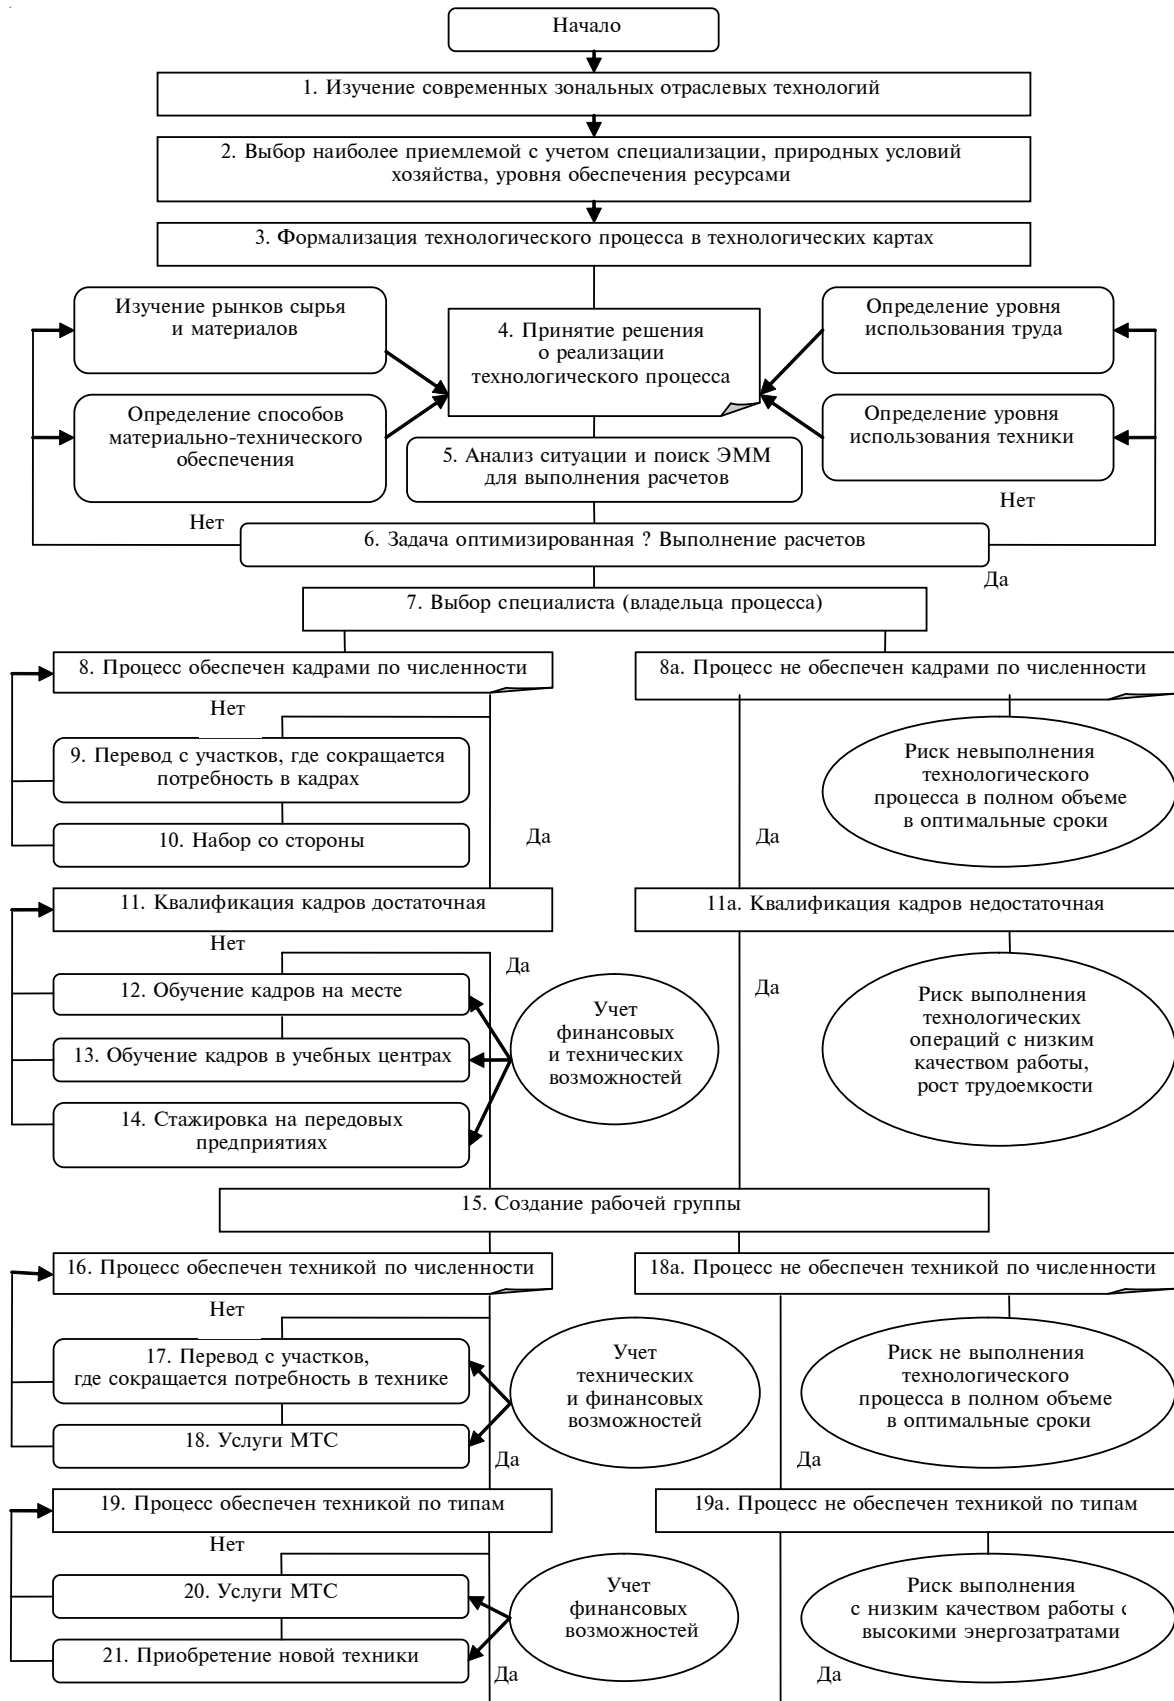 Начало
1. Изучение современных зональных отраслевых технологий
2. Выбор наиболее приемлемой с учетом специализации, природных условий
хозяйства, уровня обеспечения ресурсами
3. Формализация технологического процесса в технологических картах
Изучение рынков сырья
и материалов
4. Принятие решения
о реализации
технологического процесса
Определение уровня
использования труда
Определение способов
материально-технического
обеспечения
Определение уровня
использования техники
5. Анализ ситуации и поиск ЭММ
для выполнения расчетов
Нет
Нет
6. Задача оптимизированная ? Выполнение расчетов
Да
7. Выбор специалиста (владельца процесса)
8. Процесс обеспечен кадрами по численности
8а. Процесс не обеспечен кадрами по численности
Нет
9. Перевод с участков, где сокращается
потребность в кадрах
Риск невыполнения
технологического
процесса в полном объеме
в оптимальные сроки
10. Набор со стороны
Да
Да
11. Квалификация кадров достаточная
11а. Квалификация кадров недостаточная
Нет
Да
Да
12. Обучение кадров на месте
13. Обучение кадров в учебных центрах
14. Стажировка на передовых
предприятиях
Учет
финансовых
и технических
возможностей
Риск выполнения
технологических
операций с низким
качеством работы,
рост трудоемкости
15. Создание рабочей группы
16. Процесс обеспечен техникой по численности
18а. Процесс не обеспечен техникой по численности
Нет
17. Перевод с участков,
где сокращается потребность в технике
18. Услуги МТС
Учет
технических
и финансовых
возможностей
Риск не выполнения
технологического
процесса в полном объеме
в оптимальные сроки
Да
Да
19. Процесс обеспечен техникой по типам
19а. Процесс не обеспечен техникой по типам
Нет
20. Услуги МТС
21. Приобретение новой техники
Учет
финансовых
возможностей
Риск выполнения
с низким качеством работы с
высокими энергозатратами
Да
Да